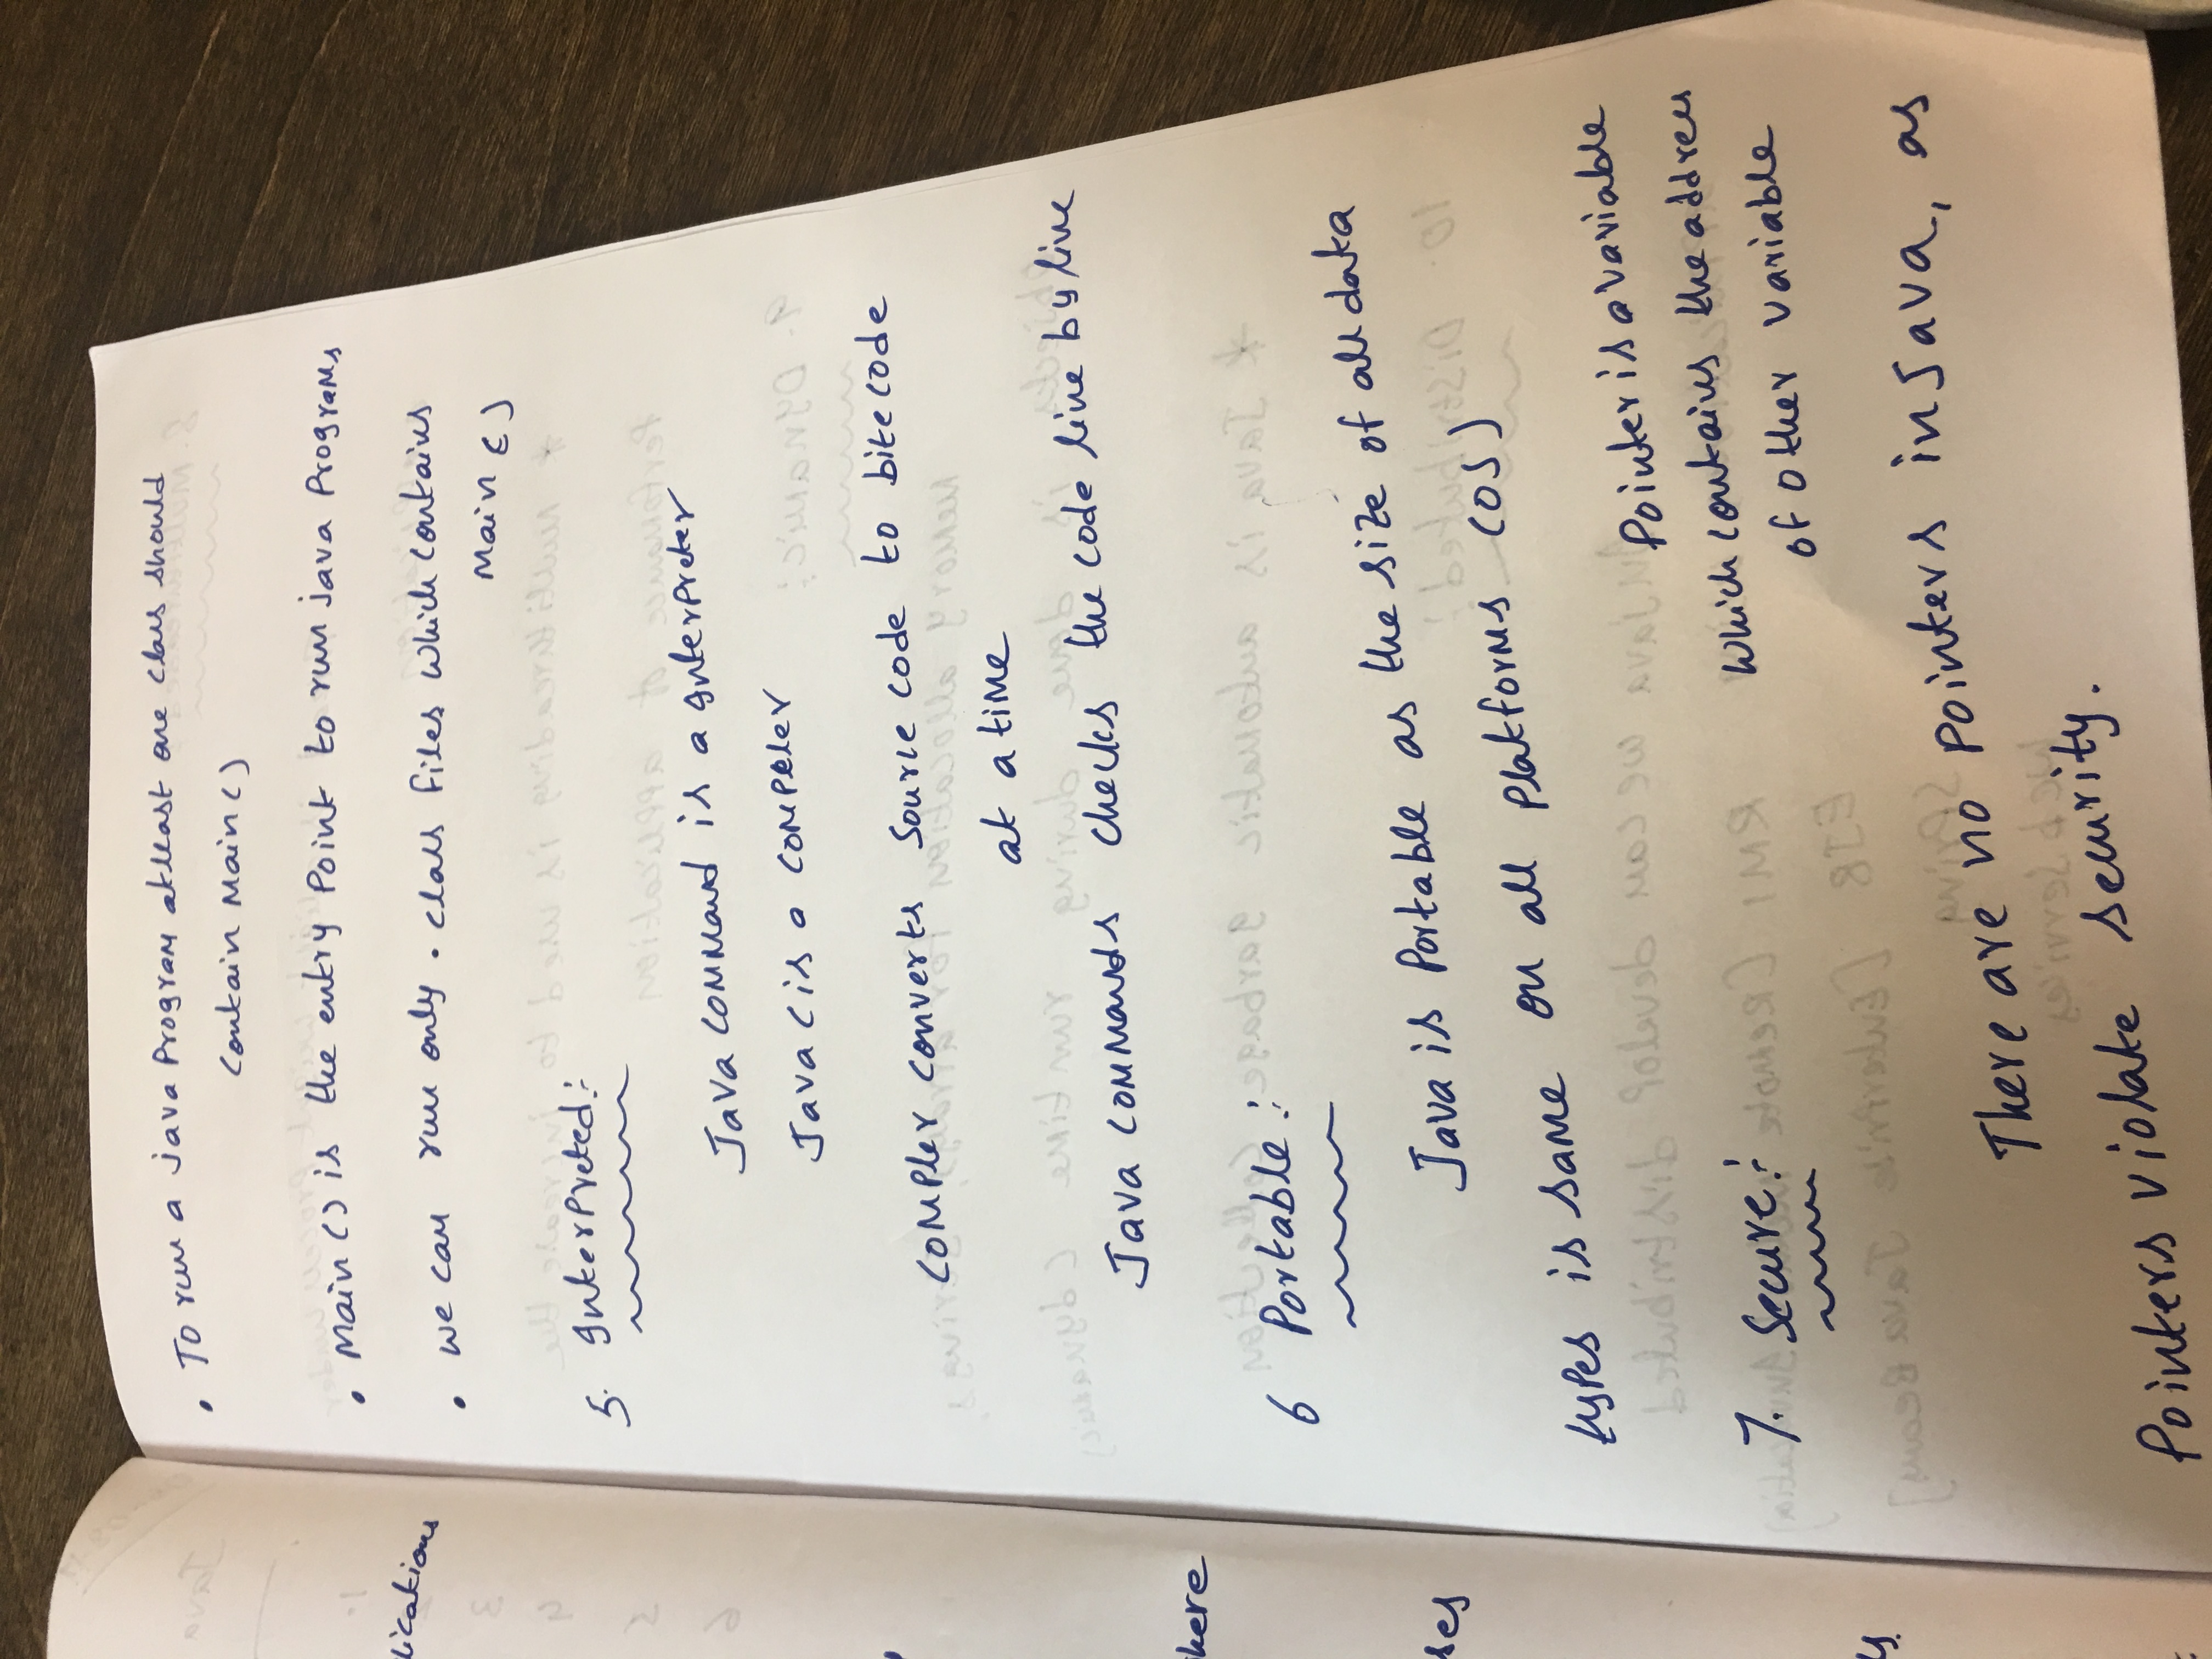 • To run a java Program atleast one class should
contain Main()
• Main() is the entry Point to run java Programs
• we can run only .class files which contains
Main()
5. Interpreted:
Java command is a Interpreter
Java c is a compeler
compler converts source code to bitecode
at a time
Java commands checks the code line by line
6 Portable:
Java is Portable as the size of all data
types is same on all platforms (OS)
Pointer is a variable
which contains the address
of other variable
7. Secure:
There are no pointers in Java, as
Pointers violate security.
lications
here
ses